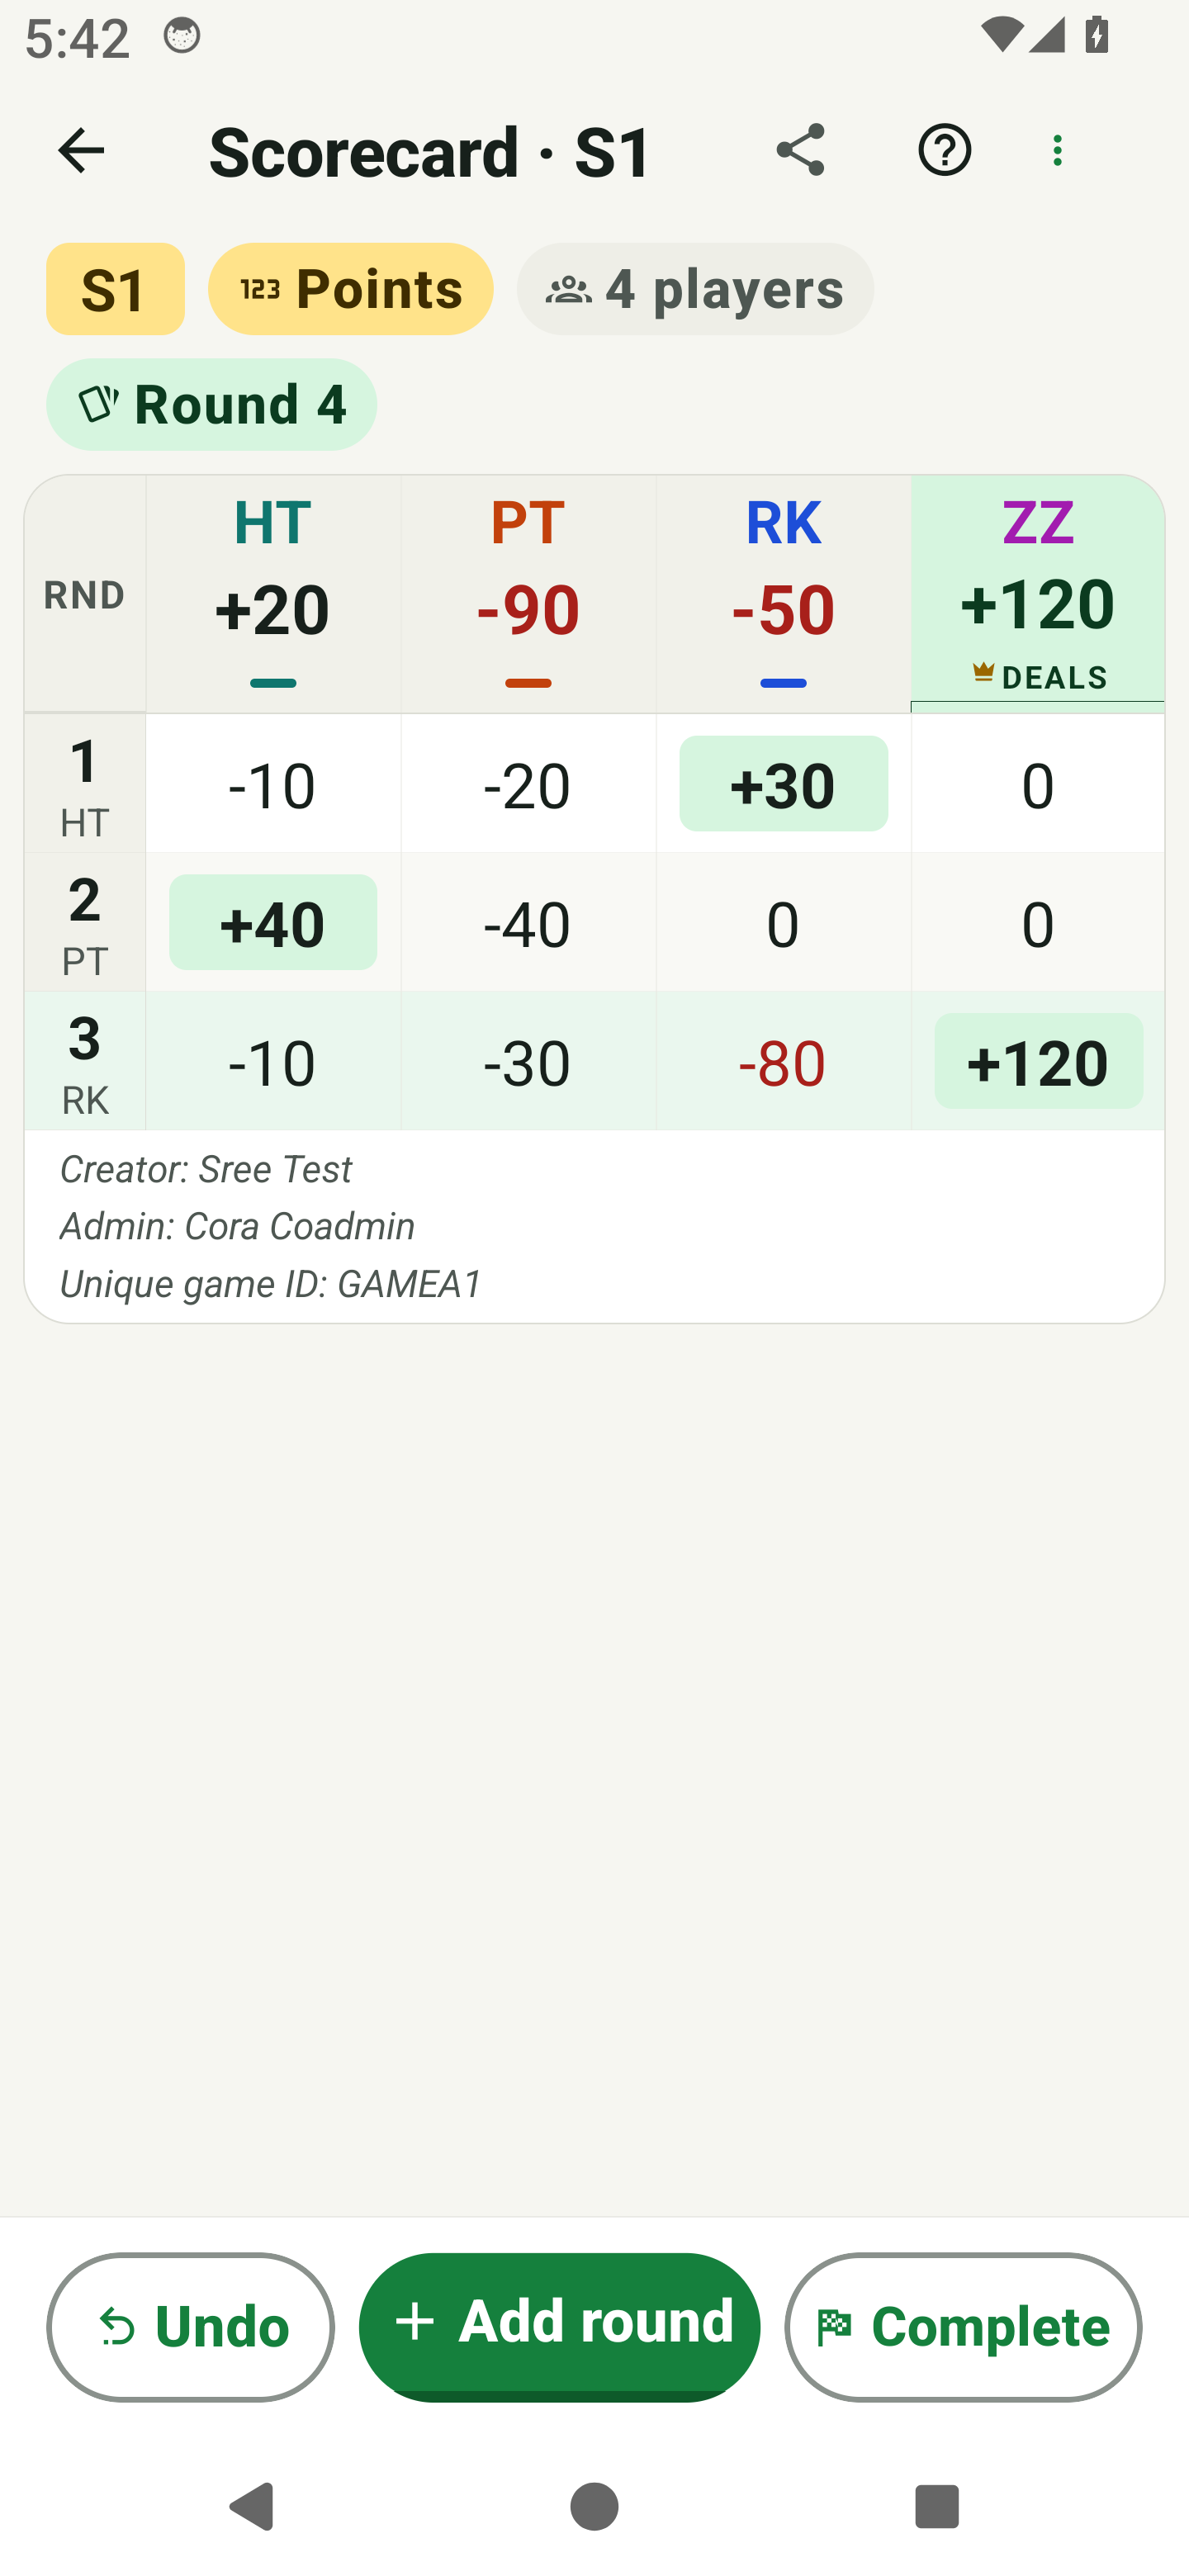 5:42
Scorecard · S1
S1 123 Points 4 players
Round 4
RND HT PT RK ZZ
+20 -90 -50 +120
DEALS
1 -10 -20 +30 0
HT
2 +40 -40 0 0
PT
3 -10 -30 -80 +120
RK
Creator: Sree Test
Admin: Cora Coadmin
Unique game ID: GAMEA1
Undo + Add round Complete